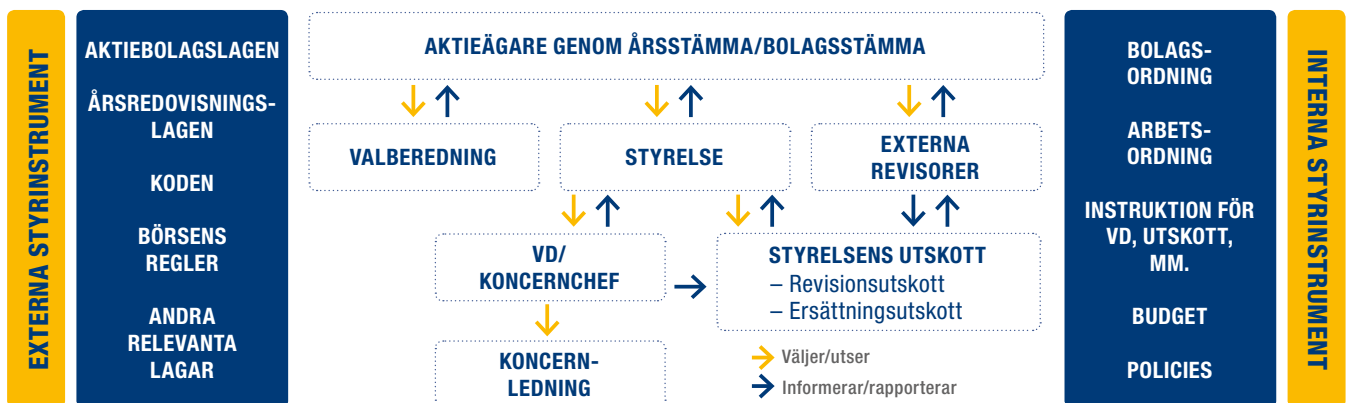 EXTERNA STYRINSTRUMENT
AKTIEBOLAGSLAGEN
ÅRSREDOVISNINGS-
LAGEN
KODEN
BÖRSENS
REGLER
ANDRA
RELEVANTA
LAGAR
AKTIEÄGARE GENOM ÅRSSTÄMMA/BOLAGSSTÄMMA
VALBEREDNING
STYRELSE
EXTERNA
REVISORER
VD/
KONCERNCHEF
STYRELSENS UTSKOTT
– Revisionsutskott
– Ersättningsutskott
KONCERN-
LEDNING
Väljer/utser
Informerar/rapporterar
BOLAGS-
ORDNING
ARBETS-
ORDNING
INSTRUKTION FÖR
VD, UTSKOTT,
MM.
BUDGET
POLICIES
INTERNA STYRINSTRUMENT